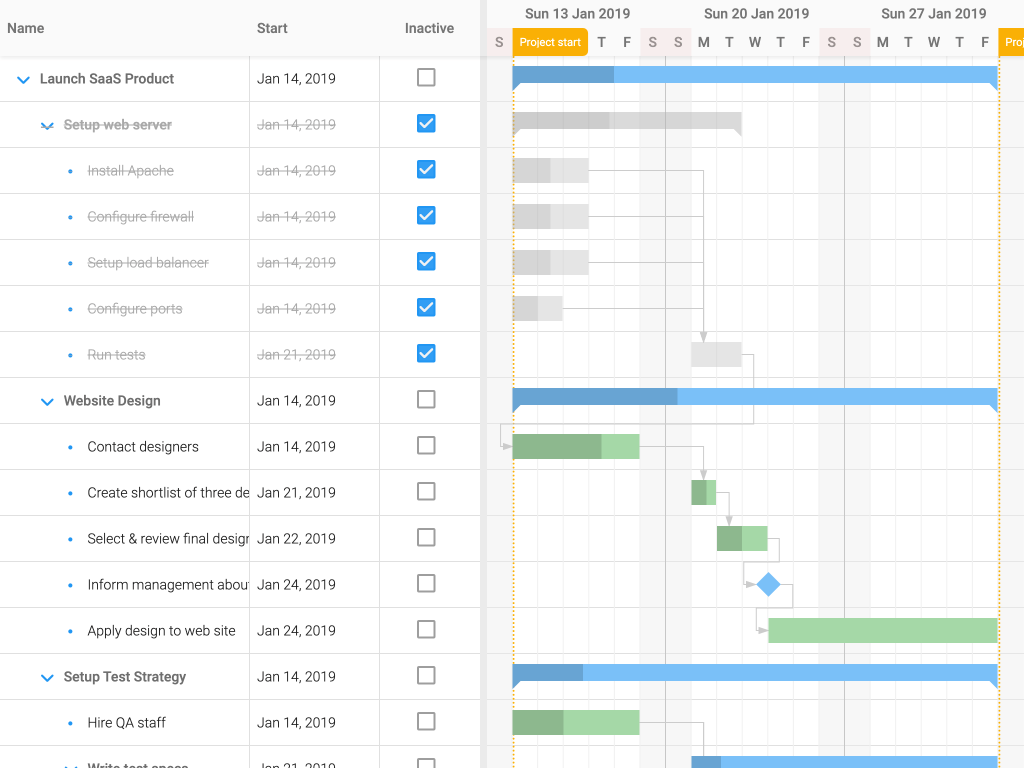 Name Start Inactive Sun 13 Jan 2019 Sun 20 Jan 2019 Sun 27 Jan 2019
S Project start T F S S M T W T F S S M T W T F Proj
Launch SaaS Product Jan 14, 2019
Setup web server Jan 14, 2019
Install Apache Jan 14, 2019
Configure firewall Jan 14, 2019
Setup load balancer Jan 14, 2019
Configure ports Jan 14, 2019
Run tests Jan 21, 2019
Website Design Jan 14, 2019
Contact designers Jan 14, 2019
Create shortlist of three de Jan 21, 2019
Select & review final design Jan 22, 2019
Inform management about Jan 24, 2019
Apply design to web site Jan 24, 2019
Setup Test Strategy Jan 14, 2019
Hire QA staff Jan 14, 2019
Write test specs Jan 21, 2019